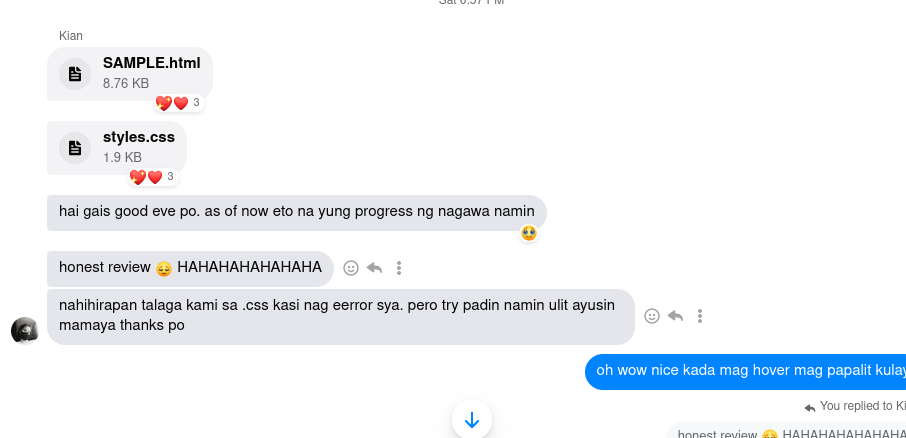 Sat 6:37 PM
Kian
SAMPLE.html
8.76 KB
3
styles.css
1.9 KB
3
hai gais good eve po. as of now eto na yung progress ng nagawa namin
honest review 😔 HAHAHAHAHAHAHA
nahihirapan talaga kami sa .css kasi nag eerror sya. pero try padin namin ulit ayusin
mamaya thanks po
oh wow nice kada mag hover mag papalit kulay
You replied to Ki
honest review 😔 HAHAHAHAHAHAHA